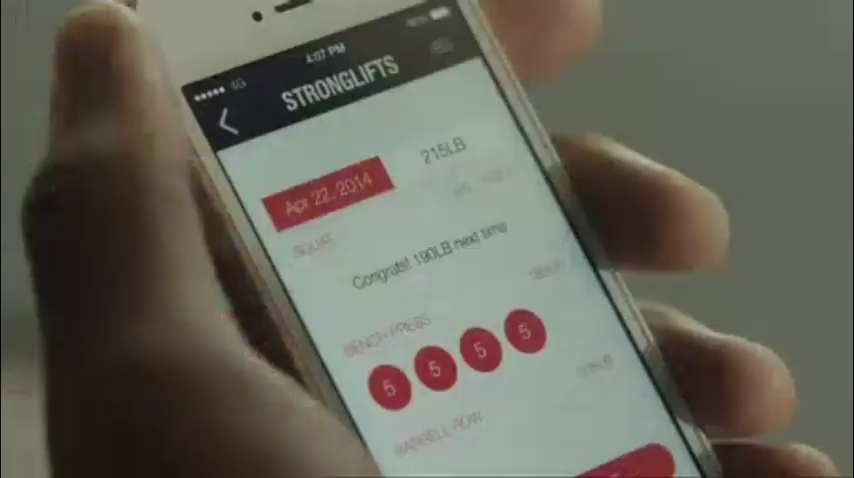 4G 4:07 PM
STRONGLIFTS
Apr 22, 2014 215LB
SQUAT
Congrats! 190LB next time
BENCH PRESS
5 5 5 5
BARBELL ROW